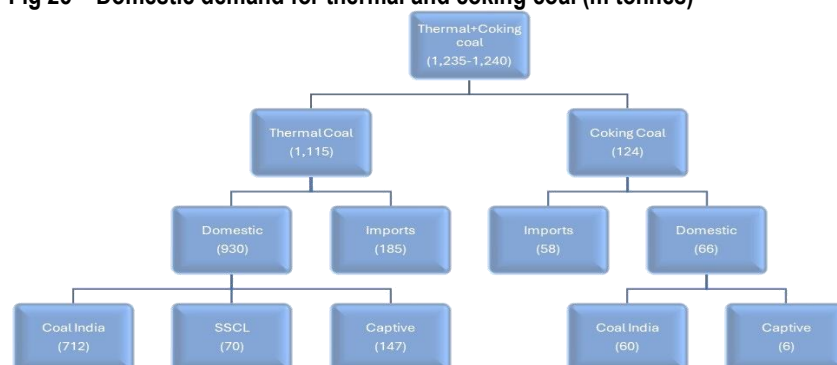 Fig 26 – Domestic demand for thermal and coking coal (m tonnes)
Thermal+Coking
coal
(1,235-1,240)
Thermal Coal
(1,115)
Coking Coal
(124)
Domestic
(930)
Imports
(185)
Imports
(58)
Domestic
(66)
Coal India
(712)
SSCL
(70)
Captive
(147)
Coal India
(60)
Captive
(6)